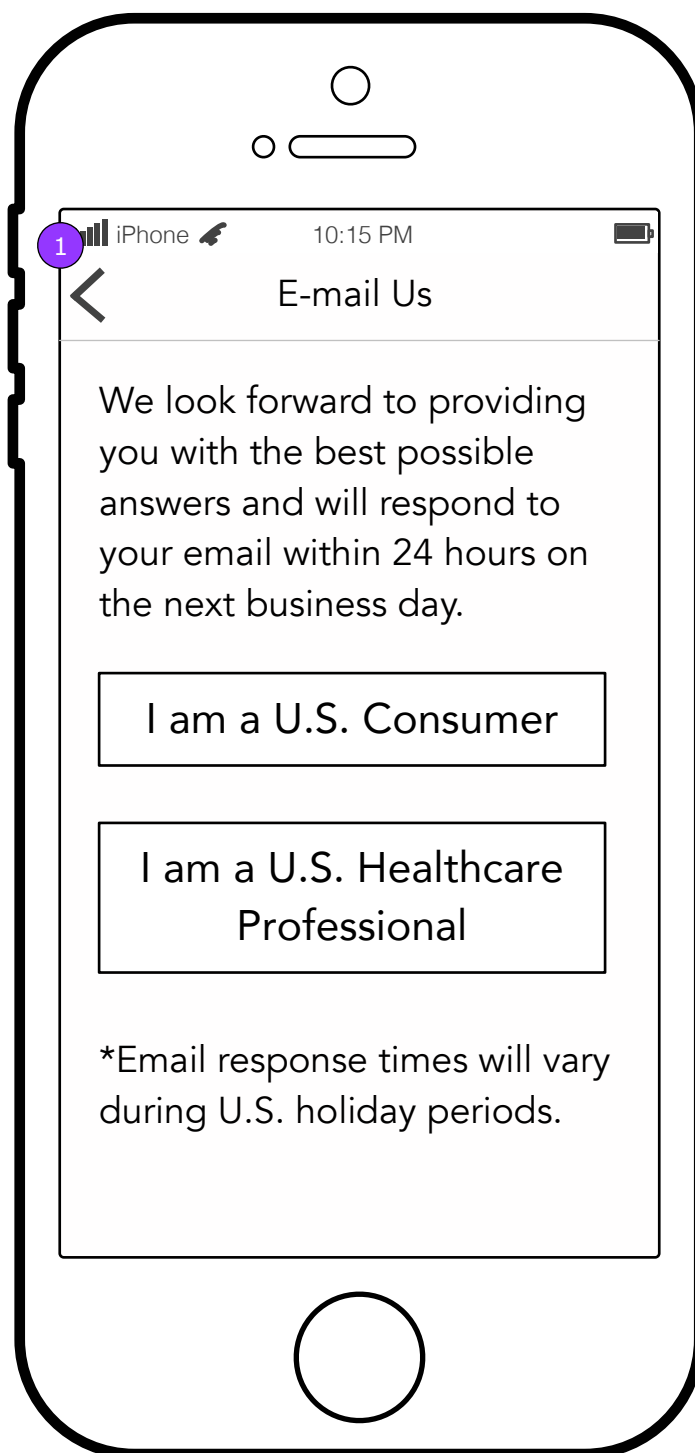 iPhone 10:15 PM
1
E-mail Us
We look forward to providing
you with the best possible
answers and will respond to
your email within 24 hours on
the next business day.
I am a U.S. Consumer
I am a U.S. Healthcare
Professional
*Email response times will vary
during U.S. holiday periods.